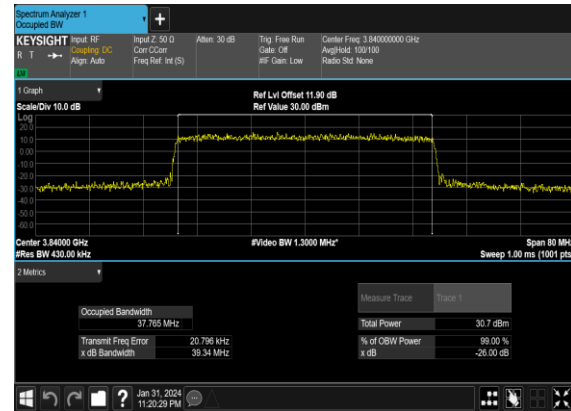 Spectrum Analyzer 1
Occupied BW
+
KEYSIGHT Input: RF Input Z: 50 Ω Atten: 30 dB Trig: Free Run Center Freq: 3.840000000 GHz
R T Coupling: DC Corr CCorr Gate: Off Avg|Hold: 100/100
Align: Auto Freq Ref: Int (S) #IF Gain: Low Radio Std: None
1 Graph Ref Lvl Offset 11.90 dB
Scale/Div 10.0 dB Ref Value 30.00 dBm
Log
20.0
10.0
0.00
-10.0
-20.0
-30.0
-40.0
-50.0
-60.0
Center 3.84000 GHz #Video BW 1.3000 MHz* Span 80 MHz
#Res BW 430.00 kHz Sweep 1.00 ms (1001 pts
2 Metrics
Measure Trace Trace 1
Occupied Bandwidth
37.765 MHz Total Power 30.7 dBm
Transmit Freq Error 20.796 kHz % of OBW Power 99.00 %
x dB Bandwidth 39.34 MHz x dB -26.00 dB
? Jan 31, 2024
11:20:29 PM